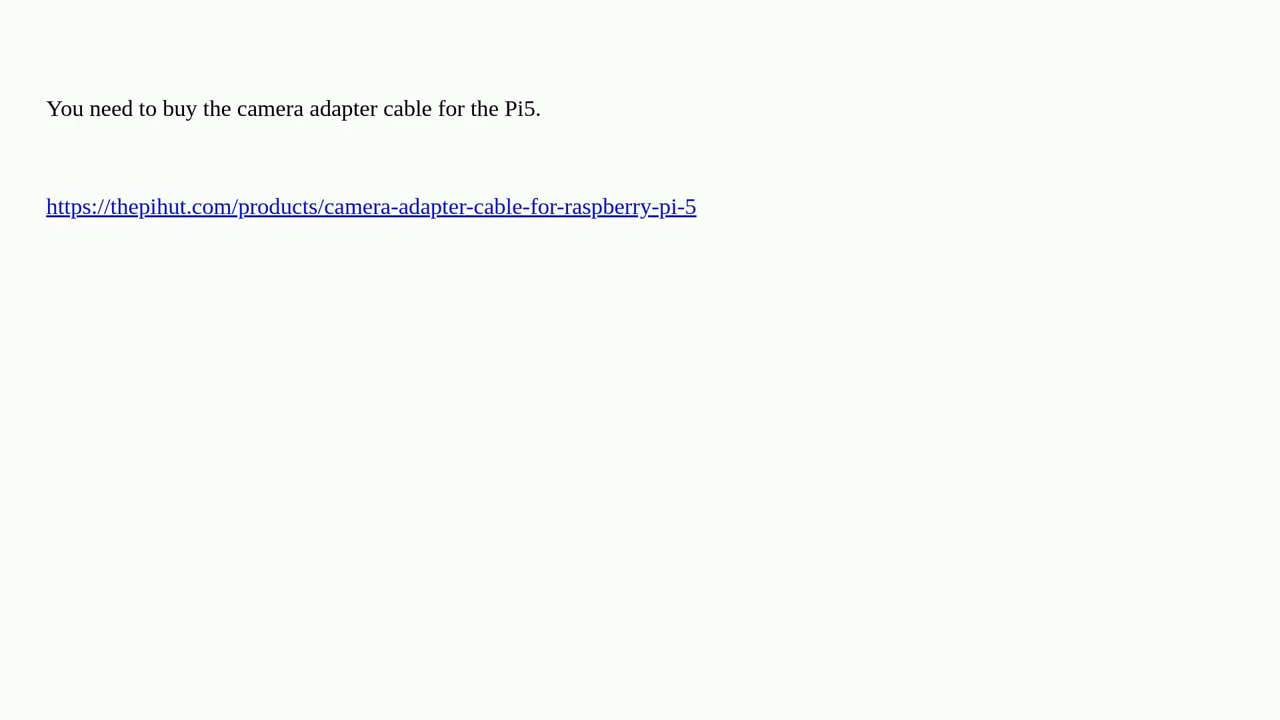 You need to buy the camera adapter cable for the Pi5.
https://thepihut.com/products/camera-adapter-cable-for-raspberry-pi-5